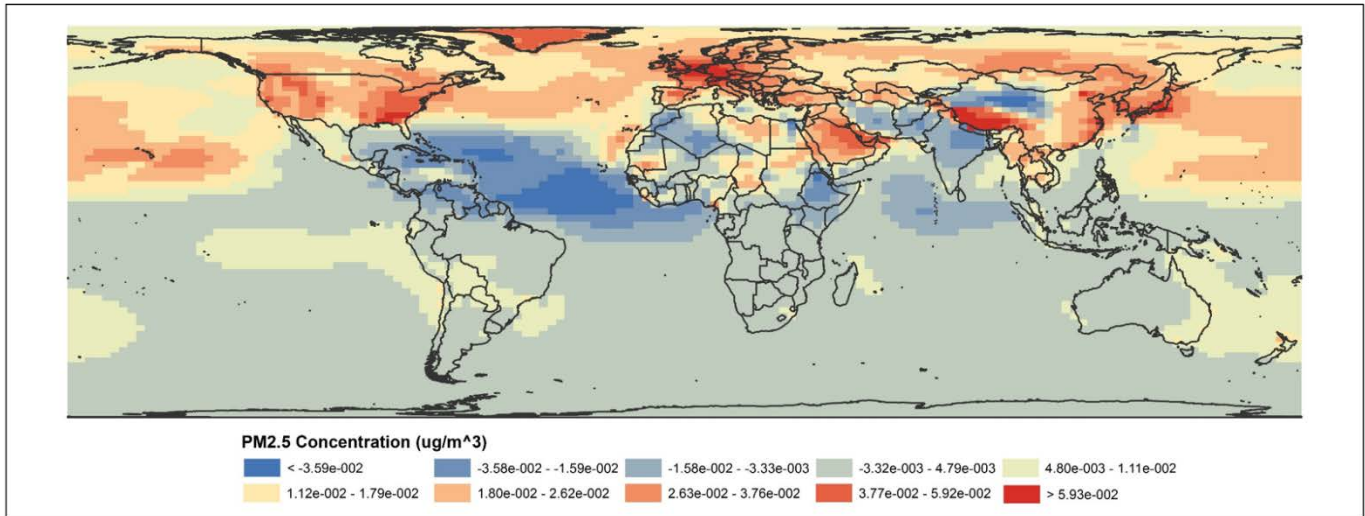 PM2.5 Concentration (ug/m^3)
< -3.59e-002 -3.58e-002 - -1.59e-002 -1.58e-002 - -3.33e-003 -3.32e-003 - 4.79e-003 4.80e-003 - 1.11e-002
1.12e-002 - 1.79e-002 1.80e-002 - 2.62e-002 2.63e-002 - 3.76e-002 3.77e-002 - 5.92e-002 > 5.93e-002